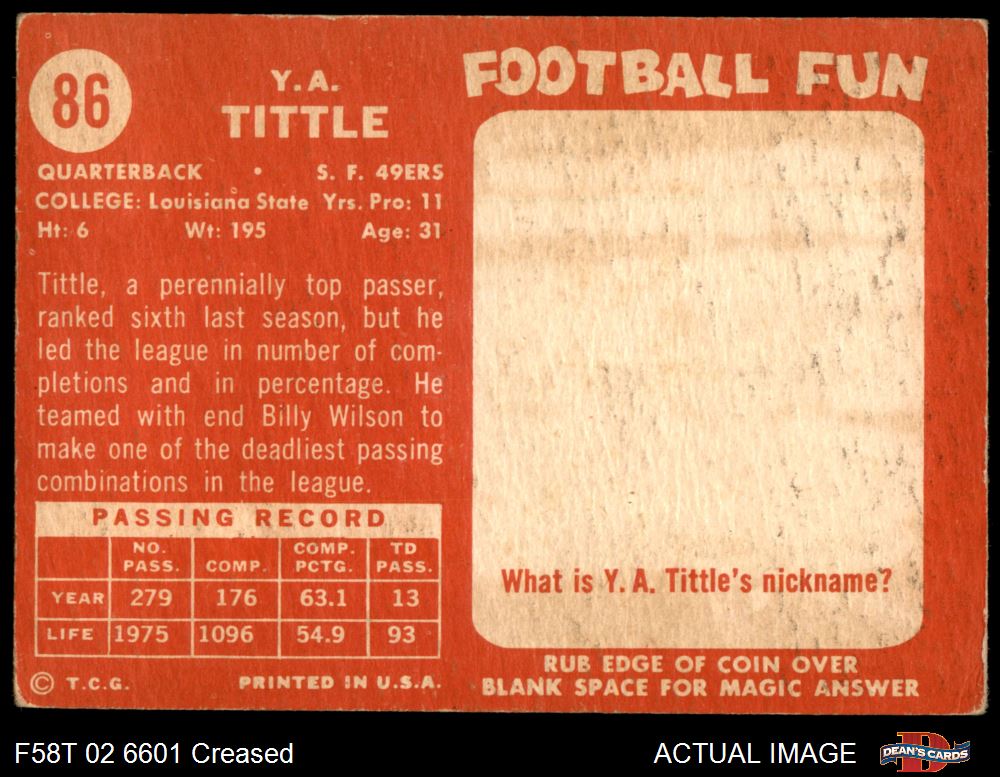 86
Y.A.
TITTLE
QUARTERBACK • S. F. 49ERS
COLLEGE: Louisiana State Yrs. Pro: 11
Ht: 6 Wt: 195 Age: 31
Tittle, a perennially top passer,
ranked sixth last season, but he
led the league in number of com-
pletions and in percentage. He
teamed with end Billy Wilson to
make one of the deadliest passing
combinations in the league.
PASSING RECORD
NO. PASS. COMP. COMP. PCTG. TD PASS.
YEAR 279 176 63.1 13
LIFE 1975 1096 54.9 93
© T.C.G. PRINTED IN U.S.A.
FOOTBALL FUN
What is Y. A. Tittle's nickname?
RUB EDGE OF COIN OVER
BLANK SPACE FOR MAGIC ANSWER
F58T 02 6601 Creased
ACTUAL IMAGE
DEAN'S CARDS